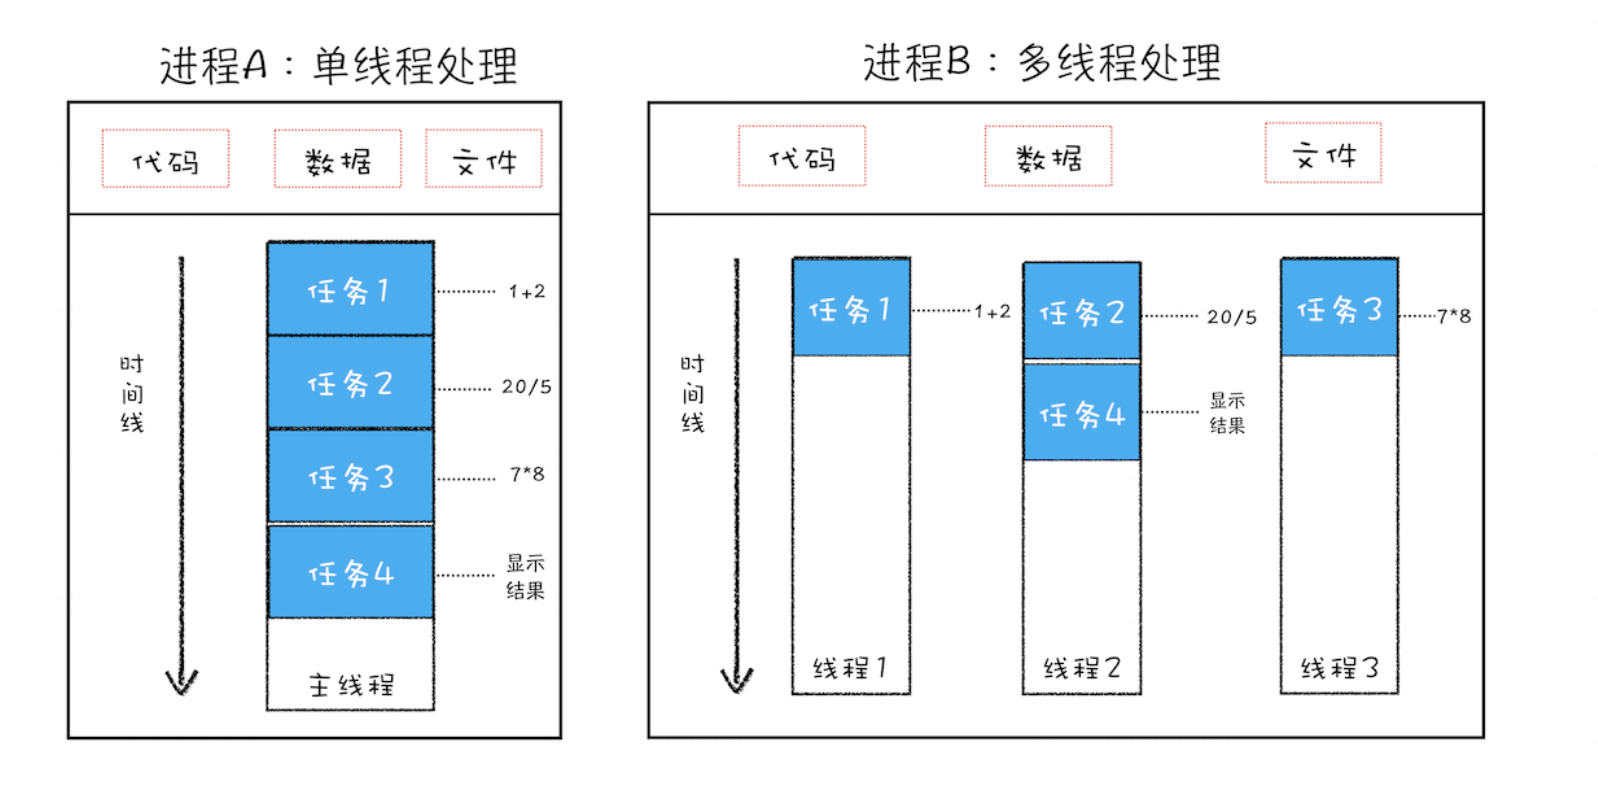 进程A：单线程处理
代码
数据
文件
时间线
任务1
1+2
任务2
20/5
任务3
7*8
任务4
显示
结果
主线程
进程B：多线程处理
代码
数据
文件
时间线
任务1
1+2
任务2
20/5
任务3
7*8
任务4
显示
结果
线程1
线程2
线程3